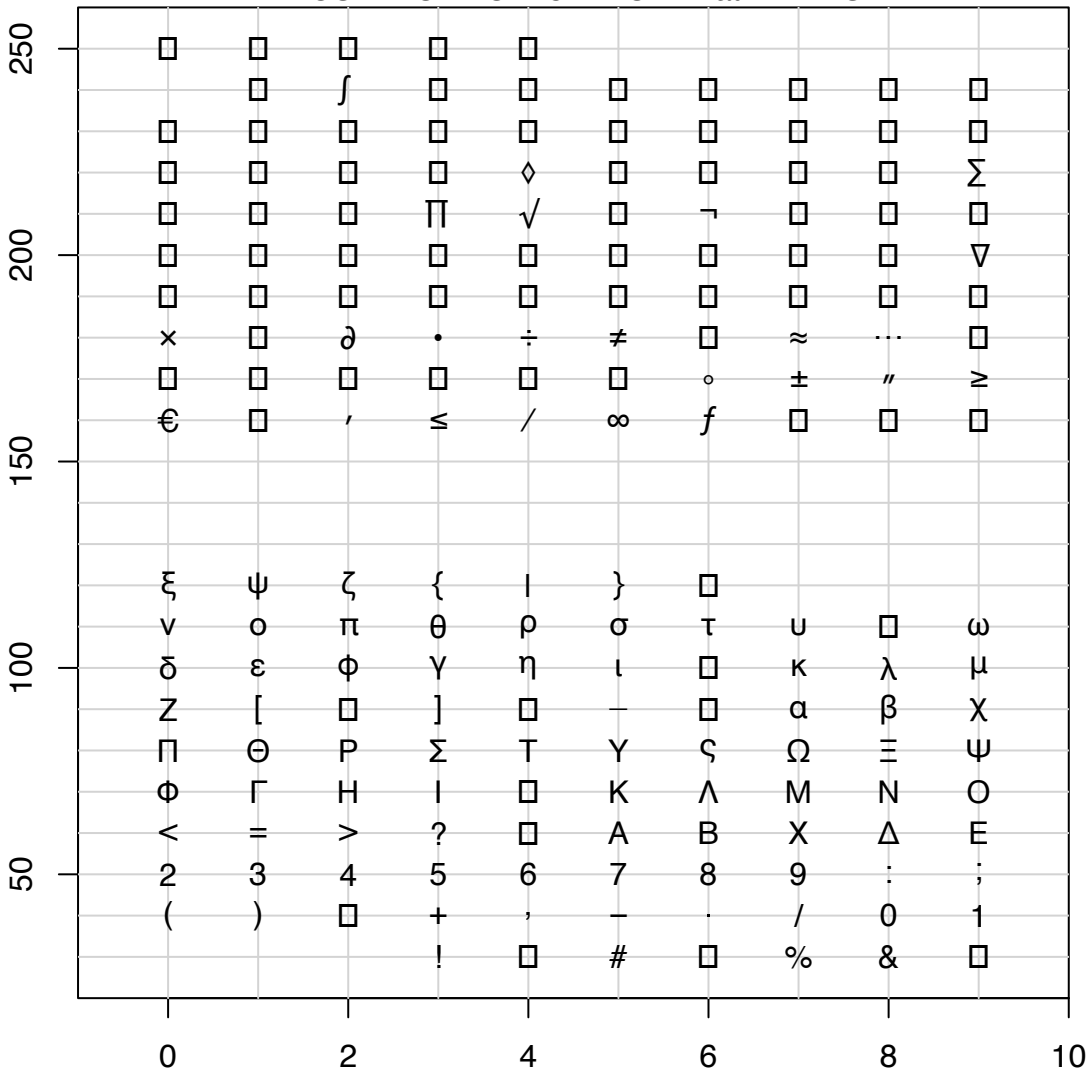 250 □ □ □ □ □
□ ∫ □ □ □ □ □ □ □
□ □ □ □ □ □ □ □ □ □
□ □ □ □ ◊ □ □ □ □ ∑
□ □ □ ∏ √ □ ¬ □ □ □
200 □ □ □ □ □ □ □ □ □ ∇
□ □ □ □ □ □ □ □ □ □
× □ ∂ • ÷ ≠ □ ≈ … □
□ □ □ □ □ □ ° ± ″ ≥
€ □ ′ ≤ ⁄ ∞ ƒ □ □ □
150
ξ ψ ζ { | } □
ν ο π θ ρ σ τ υ □ ω
100 δ ε φ γ η ι □ κ λ μ
Ζ [ □ ] □ _ □ α β χ
Π Θ Ρ Σ Τ Υ ς Ω Ξ Ψ
Φ Γ Η Ι □ Κ Λ Μ Ν Ο
< = > ? □ Α Β Χ Δ Ε
50 2 3 4 5 6 7 8 9 : ;
( ) □ + , − . / 0 1
! □ # □ % & □
0 2 4 6 8 10